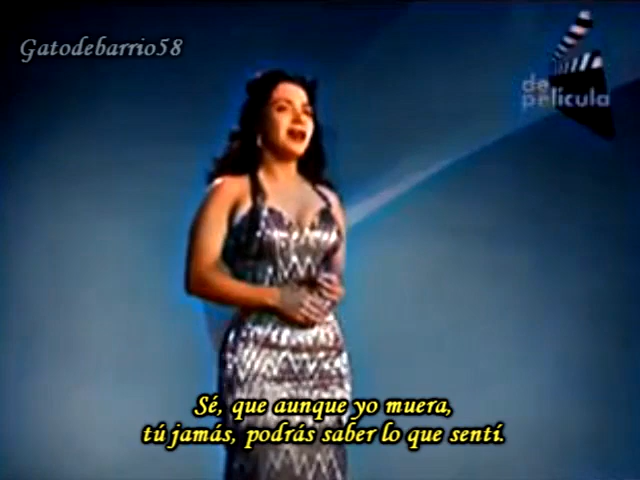 Gatodebarrio58
de
película
Sé, que aunque yo muera,
tú jamás, podrás saber lo que sentí.